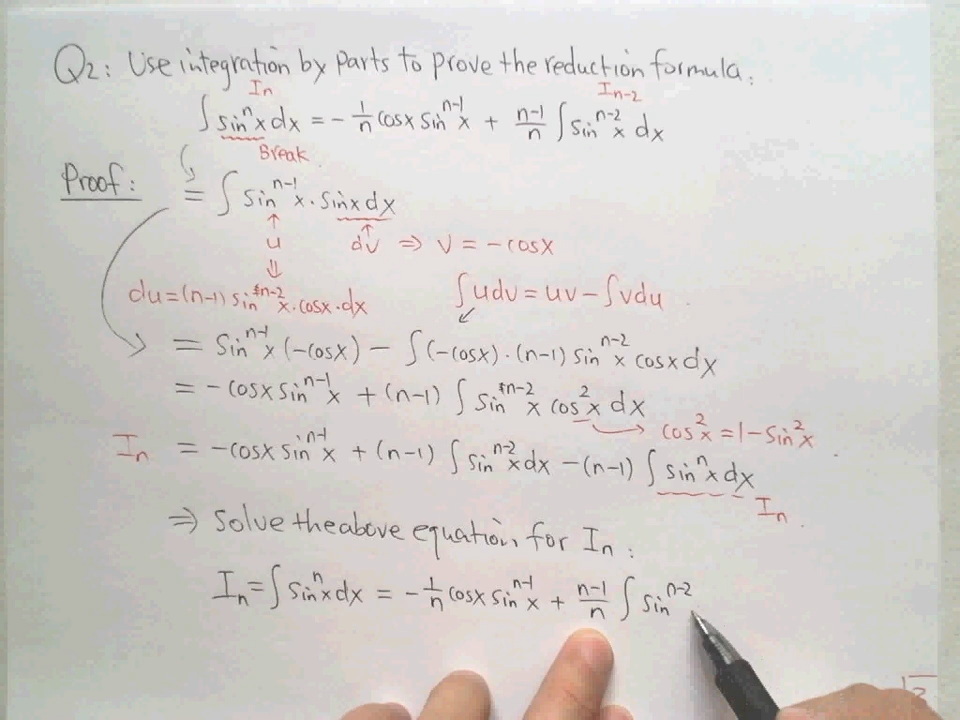 Q2: Use integration by parts to prove the reduction formula.
In In-2
∫ sinⁿx dx = - 1/n cosx sinⁿ⁻¹x + n-1/n ∫ sinⁿ⁻²x dx
Break
Proof: = ∫ sinⁿ⁻¹x · sinx dx
u dv ⇒ v = -cosx
du = (n-1) sinⁿ⁻²x · cosx · dx ∫udv = uv - ∫vdu
= sinⁿ⁻¹x (-cosx) - ∫ (-cosx) · (n-1) sinⁿ⁻²x cosx dx
= - cosx sinⁿ⁻¹x + (n-1) ∫ sinⁿ⁻²x cos²x dx
cos²x = 1 - sin²x
In = - cosx sinⁿ⁻¹x + (n-1) ∫ sinⁿ⁻²x dx - (n-1) ∫ sinⁿx dx
In
⇒ Solve the above equation for In:
In = ∫ sinⁿx dx = - 1/n cosx sinⁿ⁻¹x + n-1/n ∫ sinⁿ⁻²